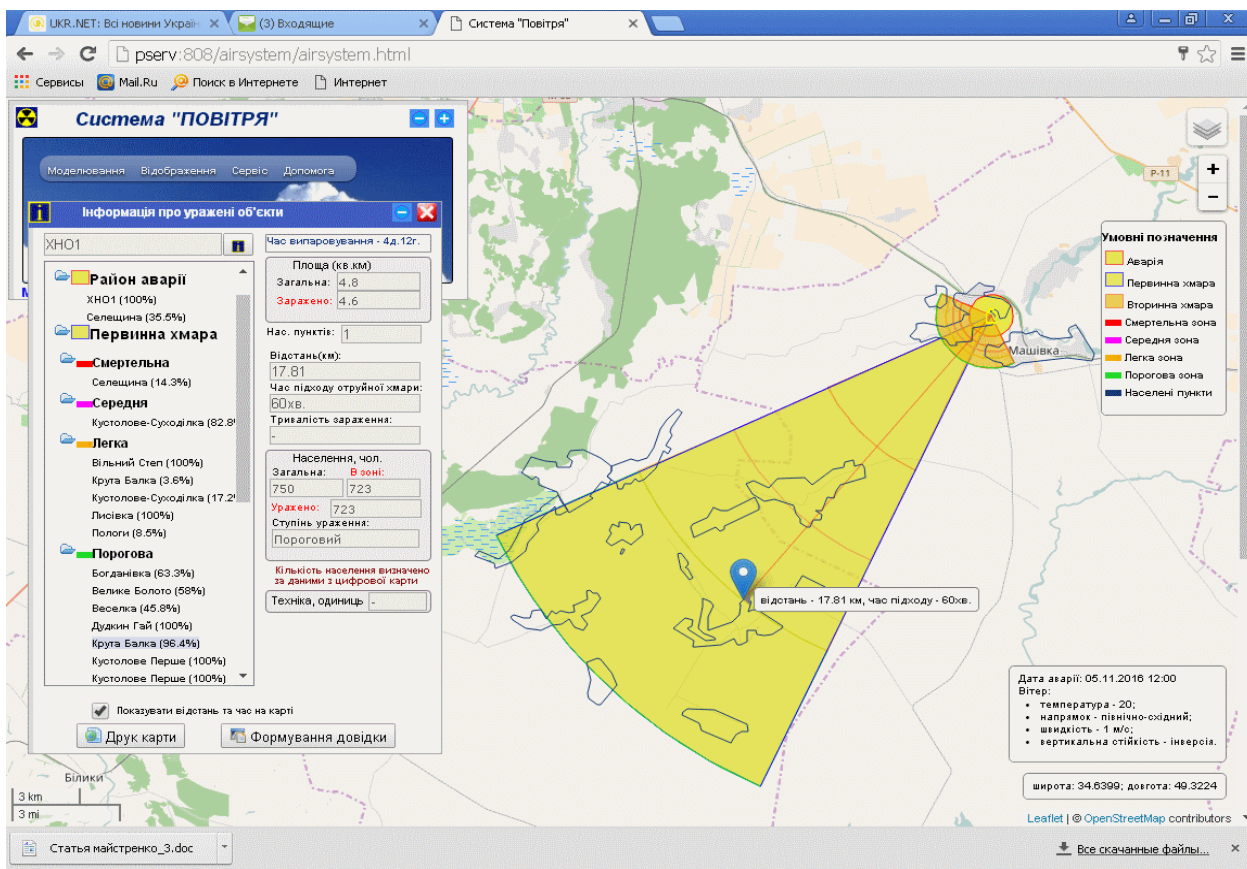 UKR.NET: Всі новини Україн
(3) Входящие
Система "Повітря"
pserv:808/airsystem/airsystem.html
Сервисы
Mail.Ru
Поиск в Интернете
Интернет
Система "ПОВІТРЯ"
Моделювання Відображення Сервіс Допомога
Інформація про уражені об'єкти
ХНО1
Район аварії
ХНО1 (100%)
Селещина (35.5%)
Первинна хмара
Смертельна
Селещина (14.3%)
Середня
Кустолове-Суходілка (82.8
Легка
Вільний Степ (100%)
Крута Балка (3.6%)
Кустолове-Суходілка (17.2
Лисівка (100%)
Пологи (8.5%)
Порогова
Богданівка (63.3%)
Велике Болото (58%)
Веселка (45.8%)
Дудкин Гай (100%)
Крута Балка (96.4%)
Кустолове Перше (100%)
Кустолове Перше (100%)
Час випаровування - 4д.12г.
Площа (кв.км)
Загальна: 4.8
Заражено: 4.6
Нас. пунктів: 1
Відстань(км):
17.81
Час підходу отруйної хмари:
60хв.
Тривалість зараження:
-
Населення, чол.
Загальна: В зоні:
750 723
Уражено: 723
Ступінь ураження:
Пороговий
Кількість населення визначено
за даними з цифрової карти
Техніка, одиниць -
Показувати відстань та час на карті
Друк карти
Формування довідки
Р-11
+
−
Умовні позначення
Аварія
Первинна хмара
Вторинна хмара
Смертельна зона
Середня зона
Легка зона
Порогова зона
Населені пункти
Машівка
відстань - 17.81 км, час підходу - 60хв.
Дата аварії: 05.11.2016 12:00
Вітер:
температура - 20;
напрямок - північно-східний;
швидкість - 1 м/с;
вертикальна стійкість - інверсія.
широта: 34.6399; довгота: 49.3224
Білики
3 km
3 mi
Leaflet | © OpenStreetMap contributors
Статья майстренко_3.doc
Все скачанные файлы...